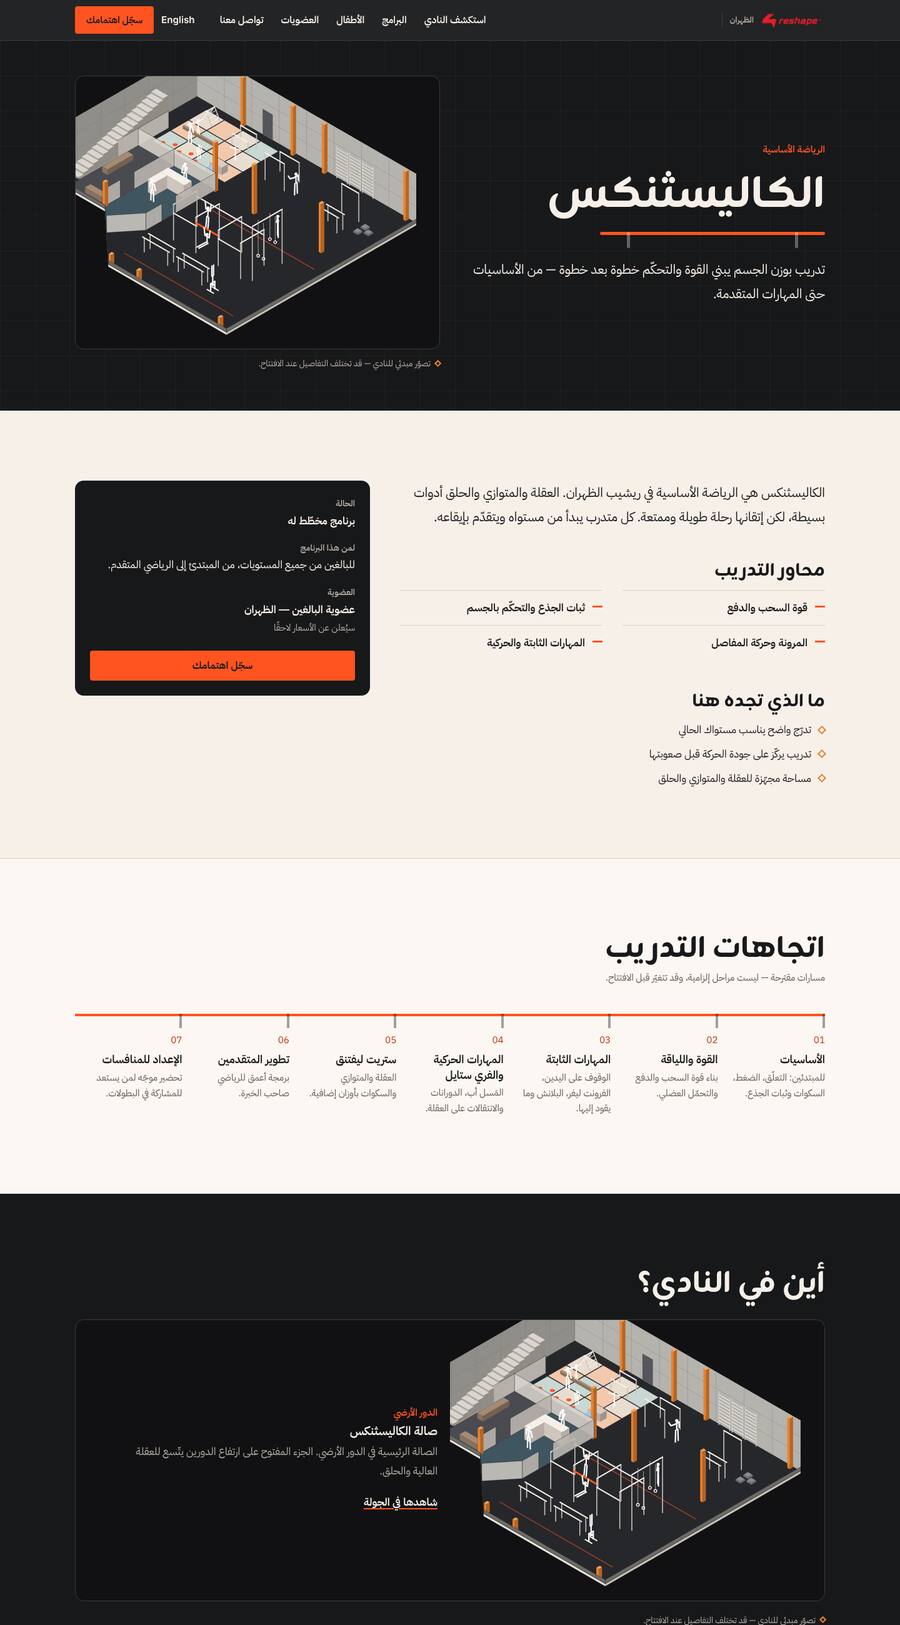 reshape
الظهران
استكشف النادي
البرامج
الأطفال
العضويات
تواصل معنا
English
سجّل اهتمامك
الرياضة الأساسية
الكاليسثنكس
تدريب بوزن الجسم يبني القوة والتحكّم خطوة بعد خطوة — من الأساسيات
حتى المهارات المتقدمة.
تصوّر مبدئي للنادي — قد تختلف التفاصيل عند الافتتاح.
الكاليسثنكس هي الرياضة الأساسية في ريشيب الظهران. العقلة والمتوازي والحلق أدوات
بسيطة، لكن إتقانها رحلة طويلة وممتعة. كل متدرب يبدأ من مستواه ويتقدّم بإيقاعه.
محاور التدريب
قوة السحب والدفع
ثبات الجذع والتحكّم بالجسم
المرونة وحركة المفاصل
المهارات الثابتة والحركية
ما الذي تجده هنا
تدرّج واضح يناسب مستواك الحالي
تدريب يركّز على جودة الحركة قبل صعوبتها
مساحة مجهّزة للعقلة والمتوازي والحلق
الحالة
برنامج مخطّط له
لمن هذا البرنامج
للبالغين من جميع المستويات، من المبتدئ إلى الرياضي المتقدم.
العضوية
عضوية البالغين — الظهران
سيُعلن عن الأسعار لاحقًا
سجّل اهتمامك
اتجاهات التدريب
مسارات مقترحة — ليست مراحل إلزامية، وقد تتغيّر قبل الافتتاح.
01
الأساسيات
للمبتدئين: التعلّق، الضغط،
السكوات وثبات الجذع.
02
القوة واللياقة
بناء قوة السحب والدفع
والتحمّل العضلي.
03
المهارات الثابتة
الوقوف على اليدين،
الفرونت ليفر، البلانش وما
يقود إليها.
04
المهارات الحركية
والفري ستايل
المَسل أب، الدورانات
والانتقالات على العقلة.
05
ستريت ليفتنق
العقلة والمتوازي
والسكوات بأوزان إضافية.
06
تطوير المتقدمين
برمجة أعمق للرياضي
صاحب الخبرة.
07
الإعداد للمنافسات
تحضير موجّه لمن يستعد
للمشاركة في البطولات.
أين في النادي؟
الدور الأرضي
صالة الكاليسثنكس
الصالة الرئيسية في الدور الأرضي. الجزء المفتوح على ارتفاع الدورين يتّسع للعقلة
العالية والحلق.
شاهدها في الجولة
تصوّر مبدئي للنادي — قد تختلف التفاصيل عند الافتتاح.